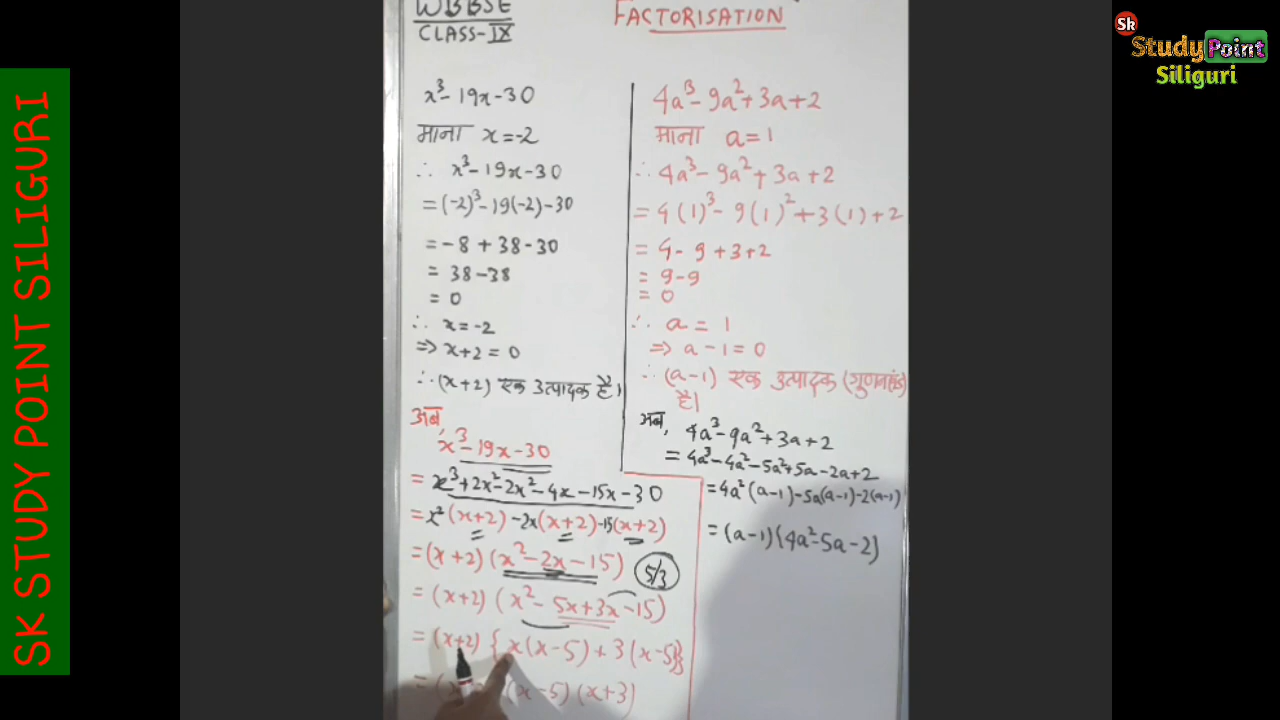 SK STUDY POINT SILIGURI
WBBSE
CLASS-IX
x³-19x-30
माना x=-2
∴ x³-19x-30
=(-2)³-19(-2)-30
=-8+38-30
= 38-38
= 0
∴ x=-2
=> x+2=0
∴(x+2) एक उत्पादक है।
अब,
x³-19x-30
= x³+2x²-2x²-4x-15x-30
= x²(x+2)-2x(x+2)-15(x+2)
=(x+2)(x²-2x-15) 5/3
= (x+2)(x²-5x+3x-15)
= (x+2){x(x-5)+3(x-5)}
= (x (x-5)(x+3)
FACTORISATION
4a³-9a²+3a+2
माना a=1
∴ 4a³-9a²+3a+2
= 4(1)³-9(1)²+3(1)+2
= 4-9+3+2
= 9-9
= 0
∴ a = 1
=> a-1=0
∴(a-1) एक उत्पादक (गुणनखंड)
है।
अब, 4a³-9a²+3a+2
= 4a³-4a²-5a²+5a-2a+2
=4a²(a-1)-5a(a-1)-2(a-1)
=(a-1)(4a²-5a-2)
Sk
Study Point
Siliguri